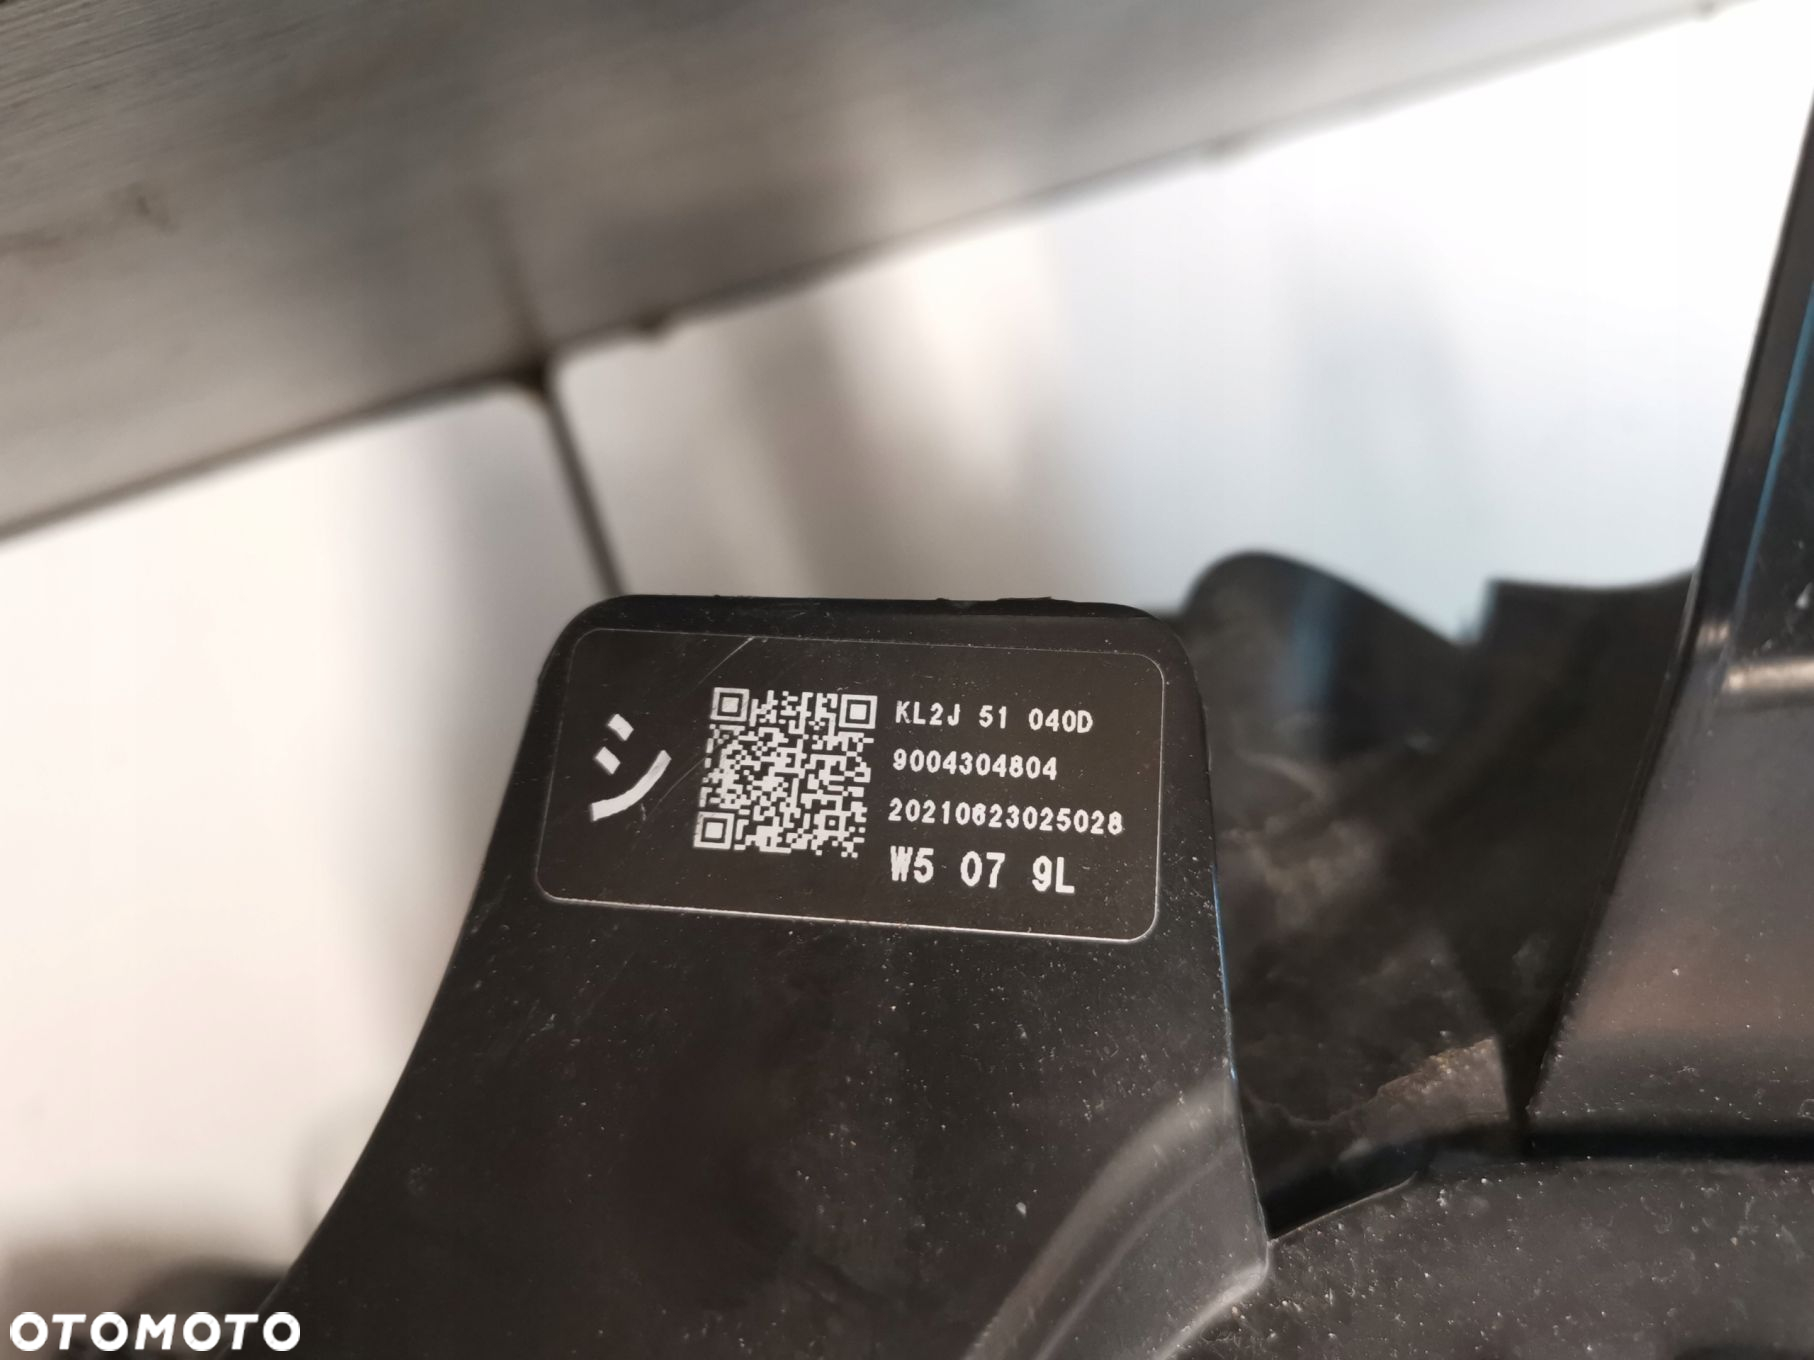 シ
KL2J 51 040D
9004304804
20210623025028
W5 07 9L
OTOMOTO